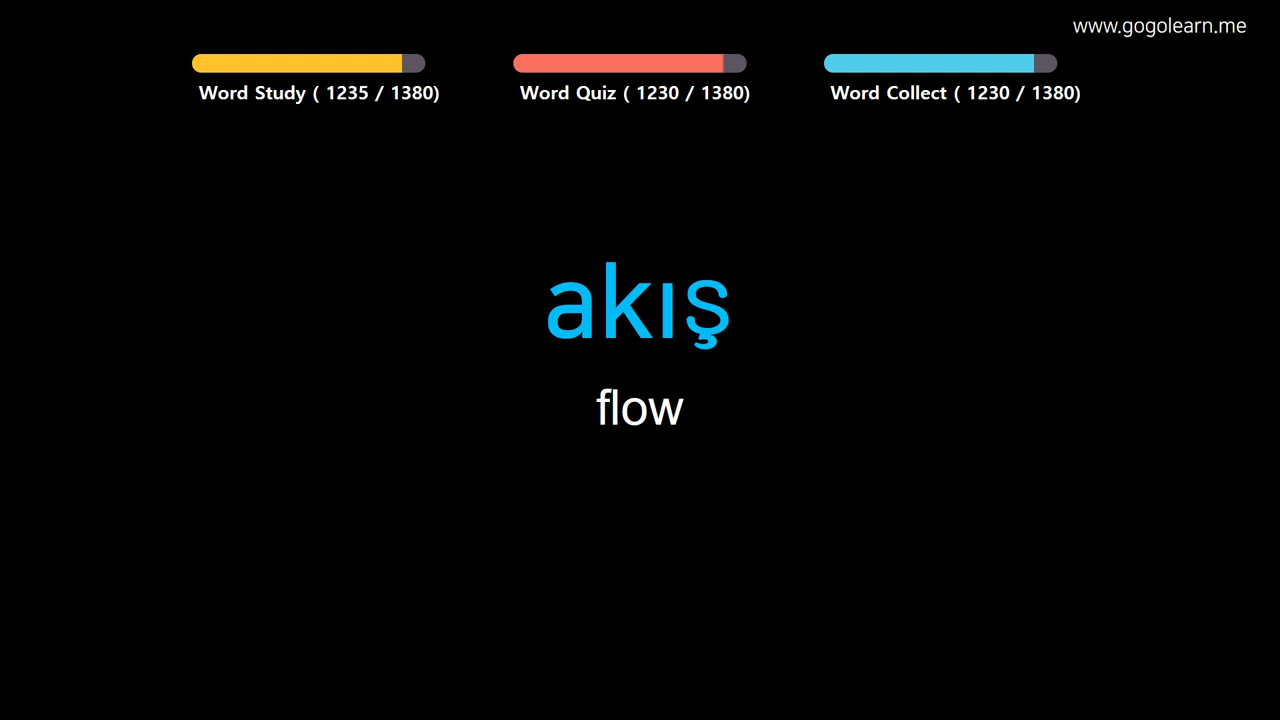 www.gogolearn.me
Word Study ( 1235 / 1380)
Word Quiz ( 1230 / 1380)
Word Collect ( 1230 / 1380)
akış
flow